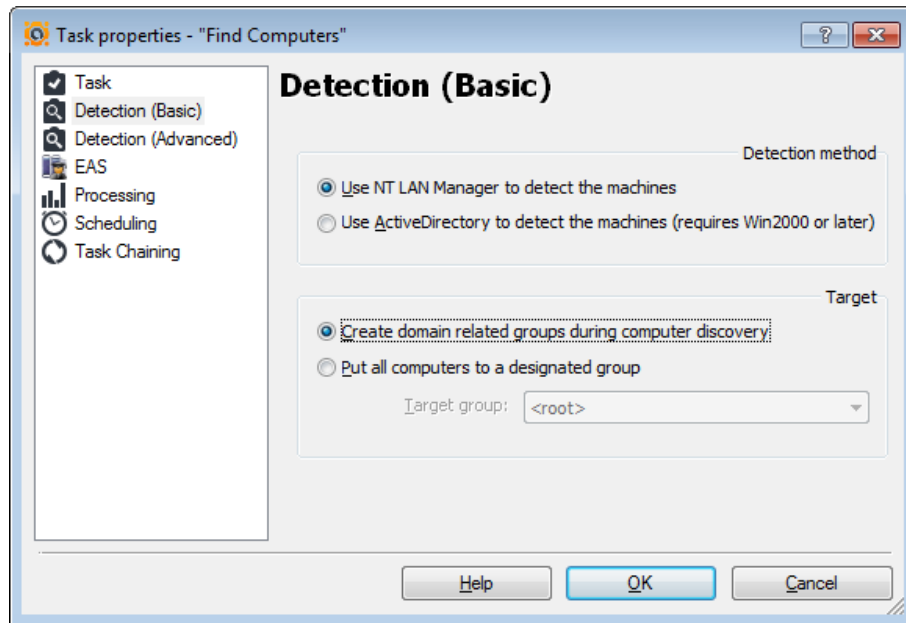 Task properties - "Find Computers"
?
Task
Detection (Basic)
Detection (Advanced)
EAS
Processing
Scheduling
Task Chaining
Detection (Basic)
Detection method
Use NT LAN Manager to detect the machines
Use ActiveDirectory to detect the machines (requires Win2000 or later)
Target
Create domain related groups during computer discovery
Put all computers to a designated group
Target group: <root>
Help OK Cancel